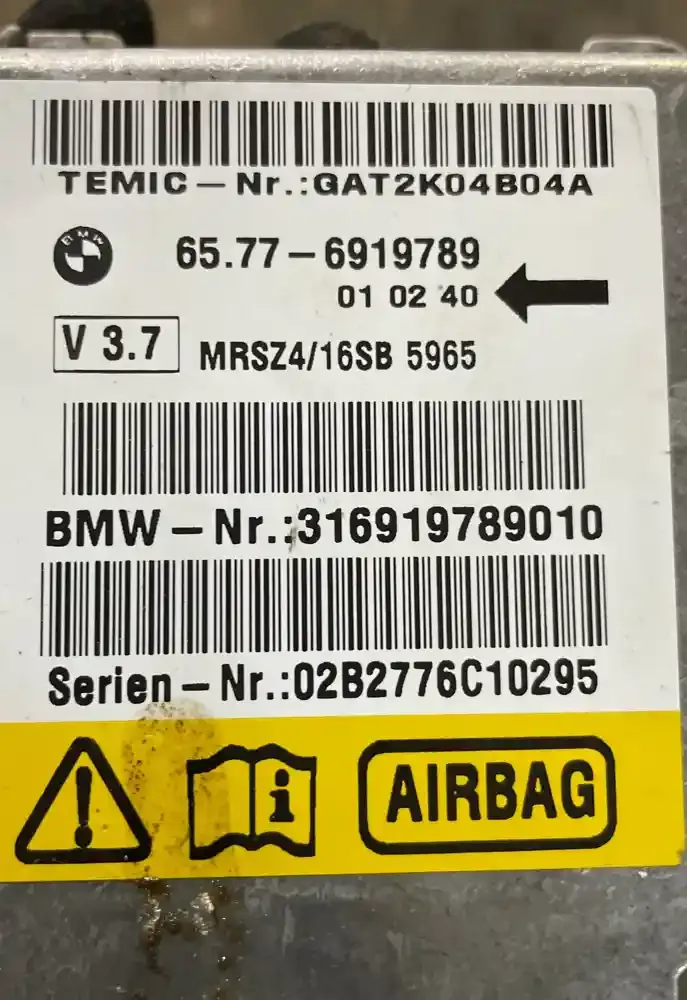 TEMIC – Nr.:GAT2K04B04A
BMW
65.77 – 6919789
01 02 40
V 3.7
MRSZ4/16SB 5965
BMW – Nr.:316919789010
Serien – Nr.:02B2776C10295
! i AIRBAG